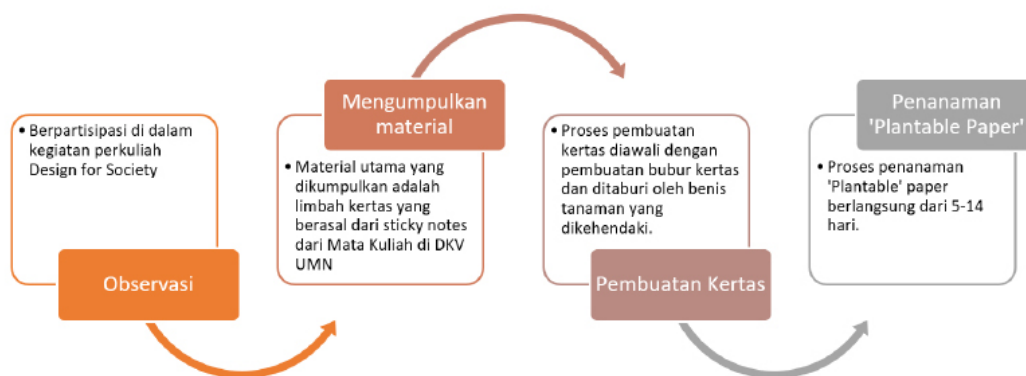 • Berpartisipasi di dalam
kegiatan perkuliah
Design for Society
Observasi
Mengumpulkan
material
• Material utama yang
dikumpulkan adalah
limbah kertas yang
berasal dari sticky notes
dari Mata Kuliah di DKV
UMN
• Proses pembuatan
kertas diawali dengan
pembuatan bubur kertas
dan ditaburi oleh benis
tanaman yang
dikehendaki.
Pembuatan Kertas
Penanaman
'Plantable Paper'
• Proses penanaman
'Plantable' paper
berlangsung dari 5-14
hari.